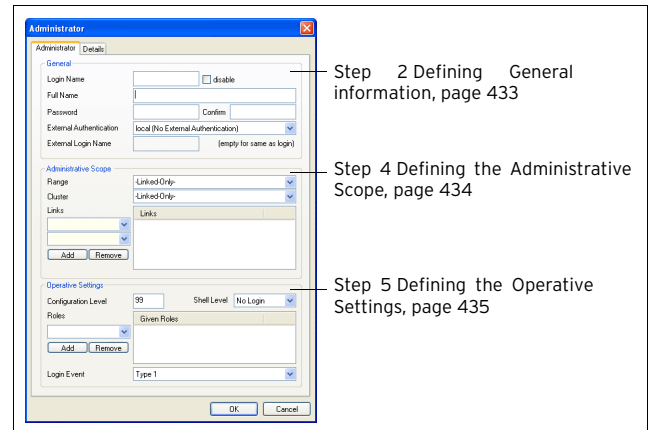 Administrator
Administrator Details
General
Login Name disable
Full Name
Password Confirm
External Authentication local (No External Authentication)
External Login Name (empty for same as login)
Administrative Scope
Range -Linked-Only-
Cluster -Linked-Only-
Links Links
Add Remove
Operative Settings
Configuration Level 99 Shell Level No Login
Roles Given Roles
Add Remove
Login Event Type 1
OK Cancel
Step 2 Defining General
information, page 433
Step 4 Defining the Administrative
Scope, page 434
Step 5 Defining the Operative
Settings, page 435